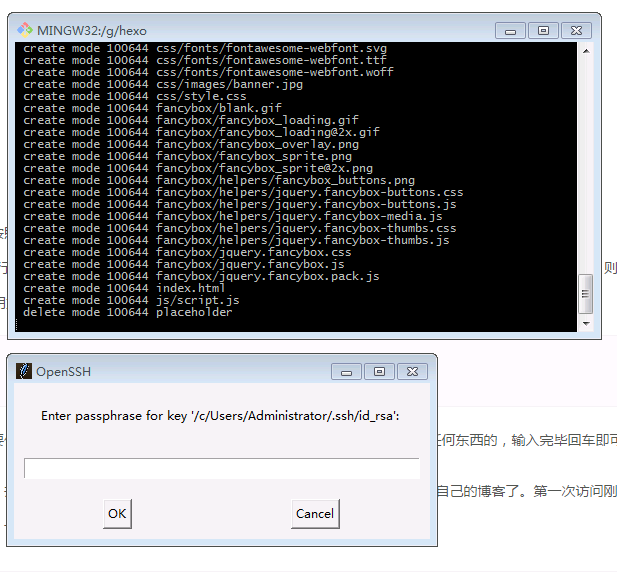 MINGW32:/g/hexo
create mode 100644 css/fonts/fontawesome-webfont.svg
create mode 100644 css/fonts/fontawesome-webfont.ttf
create mode 100644 css/fonts/fontawesome-webfont.woff
create mode 100644 css/images/banner.jpg
create mode 100644 css/style.css
create mode 100644 fancybox/blank.gif
create mode 100644 fancybox/fancybox_loading.gif
create mode 100644 fancybox/fancybox_loading@2x.gif
create mode 100644 fancybox/fancybox_overlay.png
create mode 100644 fancybox/fancybox_sprite.png
create mode 100644 fancybox/fancybox_sprite@2x.png
create mode 100644 fancybox/helpers/fancybox_buttons.png
create mode 100644 fancybox/helpers/jquery.fancybox-buttons.css
create mode 100644 fancybox/helpers/jquery.fancybox-buttons.js
create mode 100644 fancybox/helpers/jquery.fancybox-media.js
create mode 100644 fancybox/helpers/jquery.fancybox-thumbs.css
create mode 100644 fancybox/helpers/jquery.fancybox-thumbs.js
create mode 100644 fancybox/jquery.fancybox.css
create mode 100644 fancybox/jquery.fancybox.js
create mode 100644 fancybox/jquery.fancybox.pack.js
create mode 100644 index.html
create mode 100644 js/script.js
delete mode 100644 placeholder
则
OpenSSH
Enter passphrase for key '/c/Users/Administrator/.ssh/id_rsa':
OK
Cancel
任何东西的，输入完毕回车即可
自己的博客了。第一次访问刚